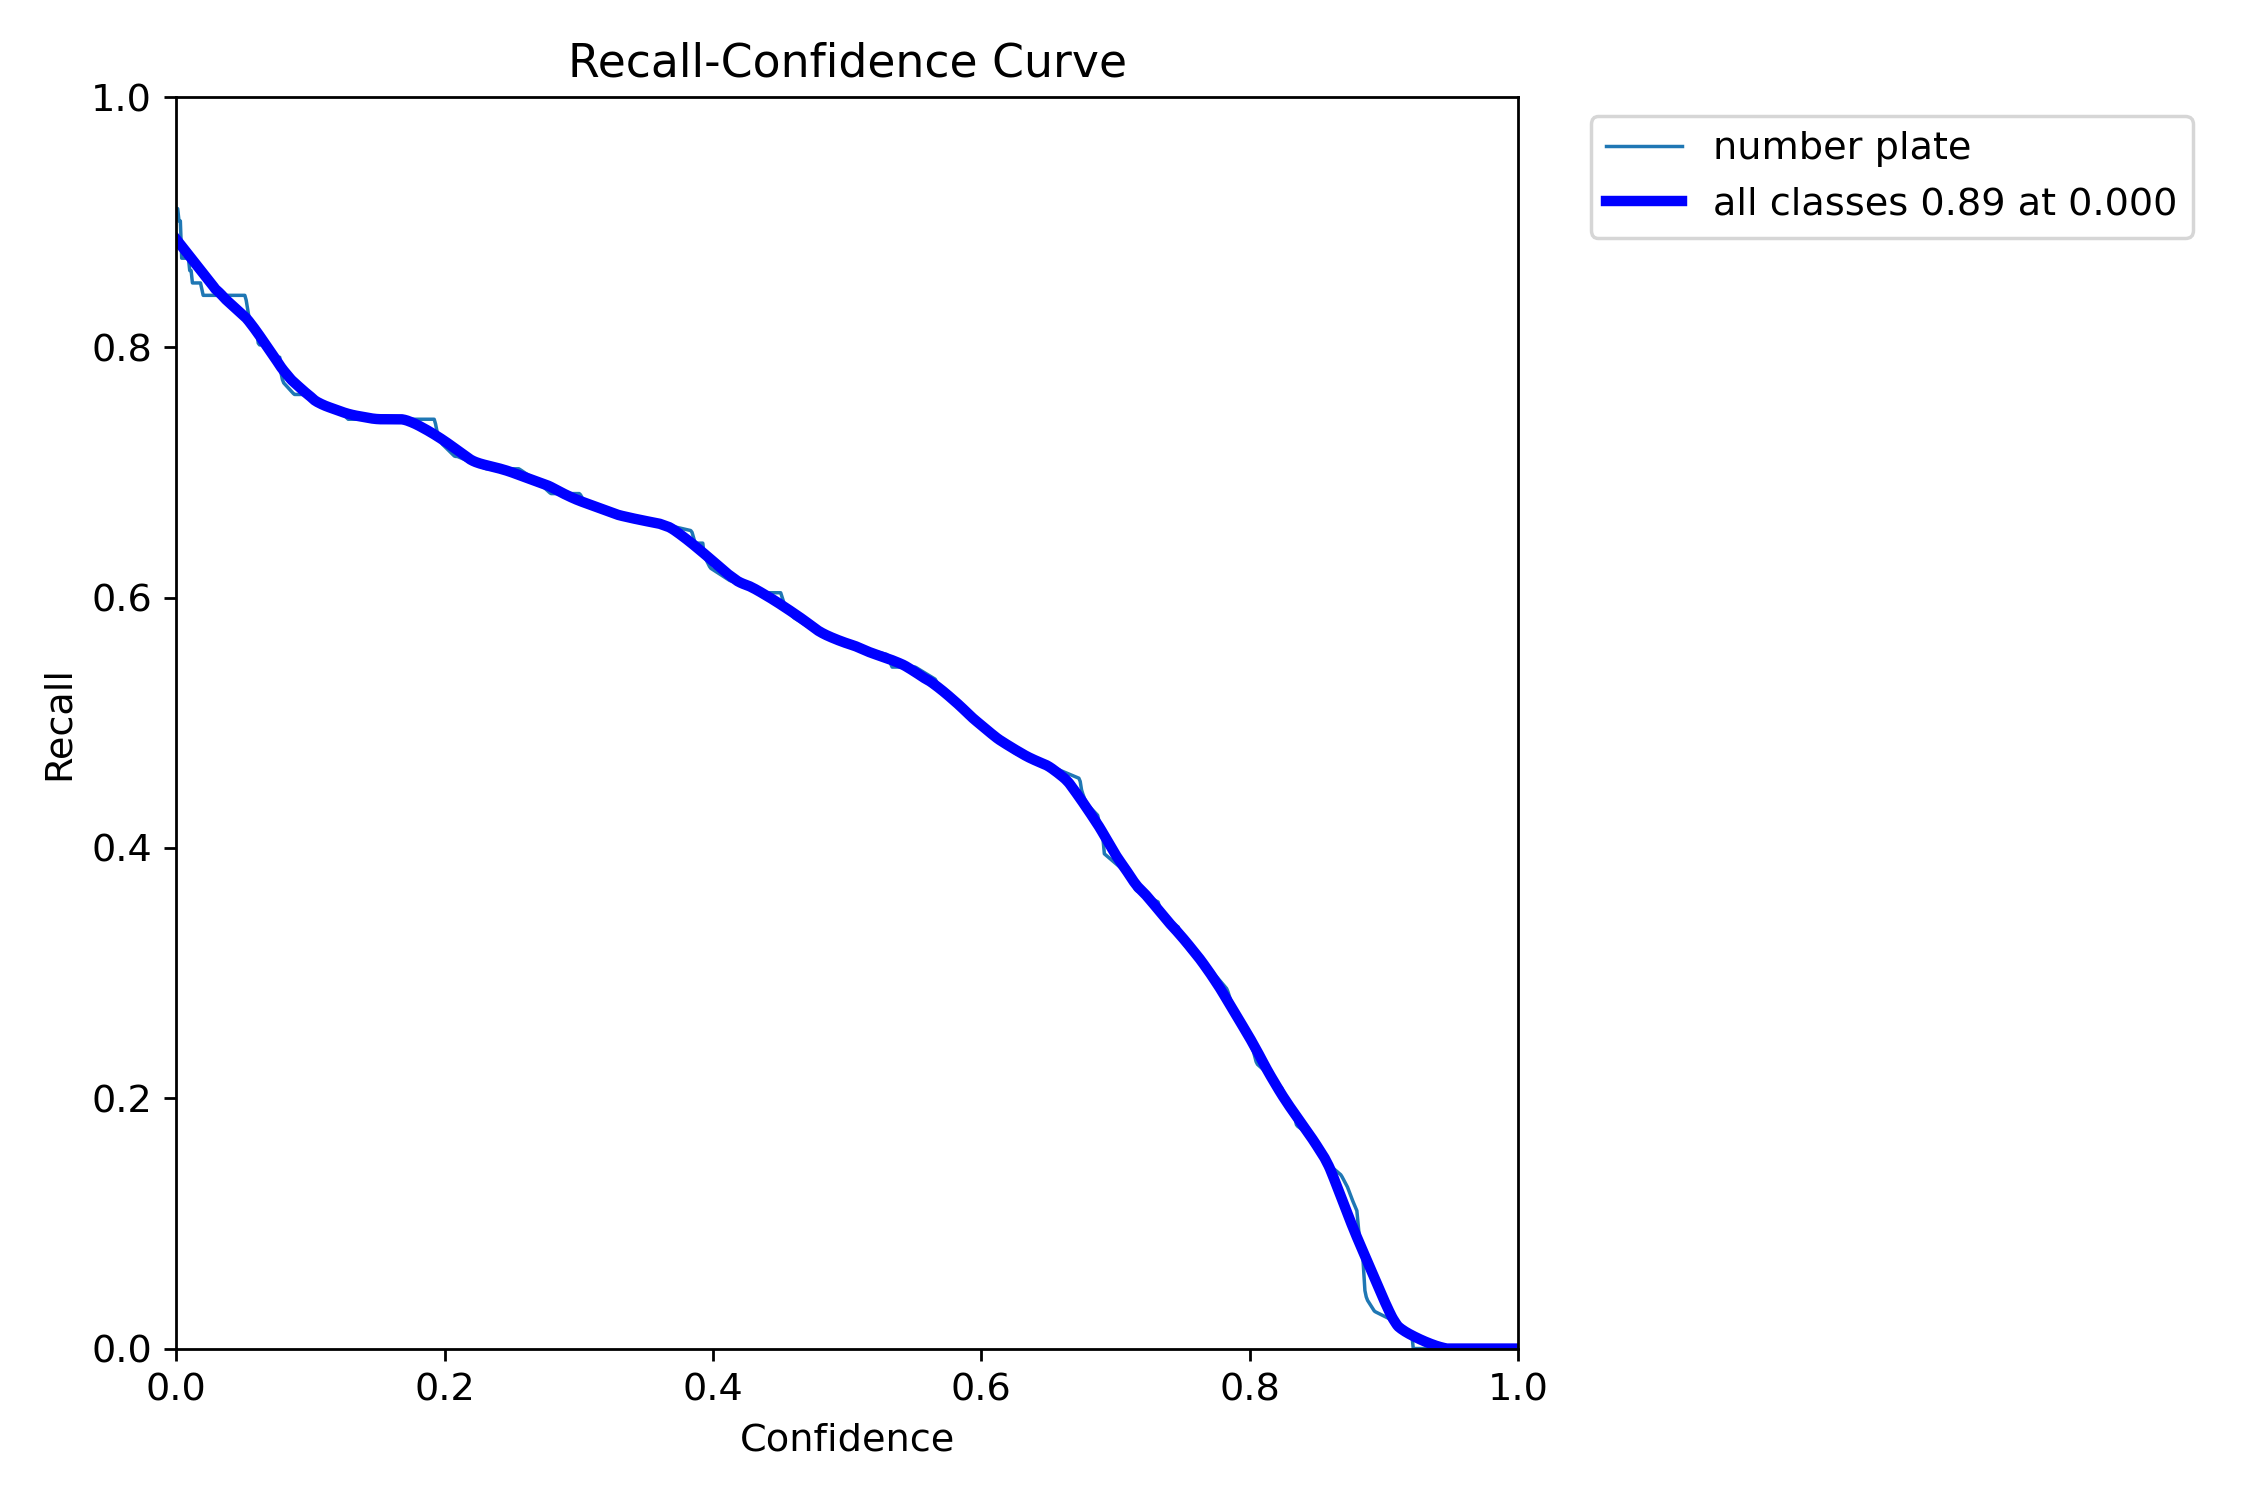 Recall-Confidence Curve
1.0
0.8
0.6
0.4
0.2
0.0
Recall
0.0 0.2 0.4 0.6 0.8 1.0
Confidence
number plate
all classes 0.89 at 0.000